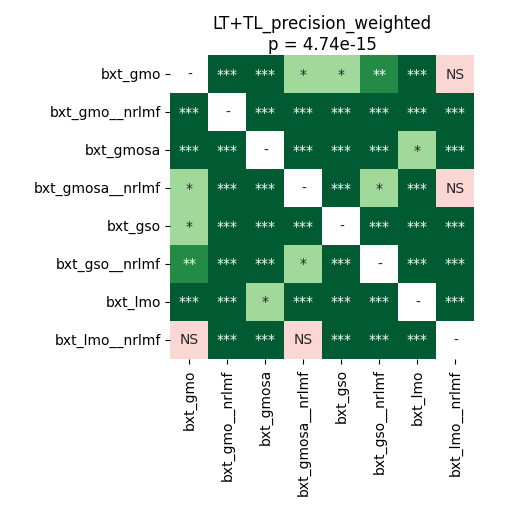 LT+TL_precision_weighted
p = 4.74e-15
bxt_gmo - *** *** * * ** *** NS
bxt_gmo__nrlmf *** - *** *** *** *** *** ***
bxt_gmosa *** *** - *** *** *** * ***
bxt_gmosa__nrlmf * *** *** - *** * *** NS
bxt_gso * *** *** *** - *** *** ***
bxt_gso__nrlmf ** *** *** * *** - *** ***
bxt_lmo *** *** * *** *** *** - ***
bxt_lmo__nrlmf NS *** *** NS *** *** *** -
bxt_gmo
bxt_gmo__nrlmf
bxt_gmosa
bxt_gmosa__nrlmf
bxt_gso
bxt_gso__nrlmf
bxt_lmo
bxt_lmo__nrlmf